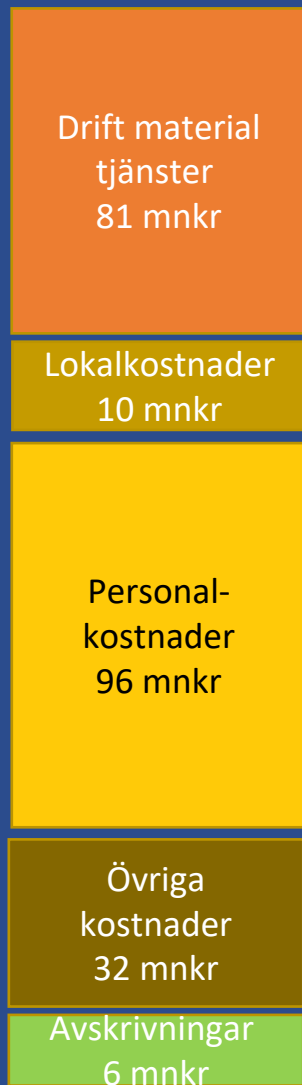 Drift material
tjänster
81 mnkr
Lokalkostnader
10 mnkr
Personal-
kostnader
96 mnkr
Övriga
kostnader
32 mnkr
Avskrivningar
6 mnkr